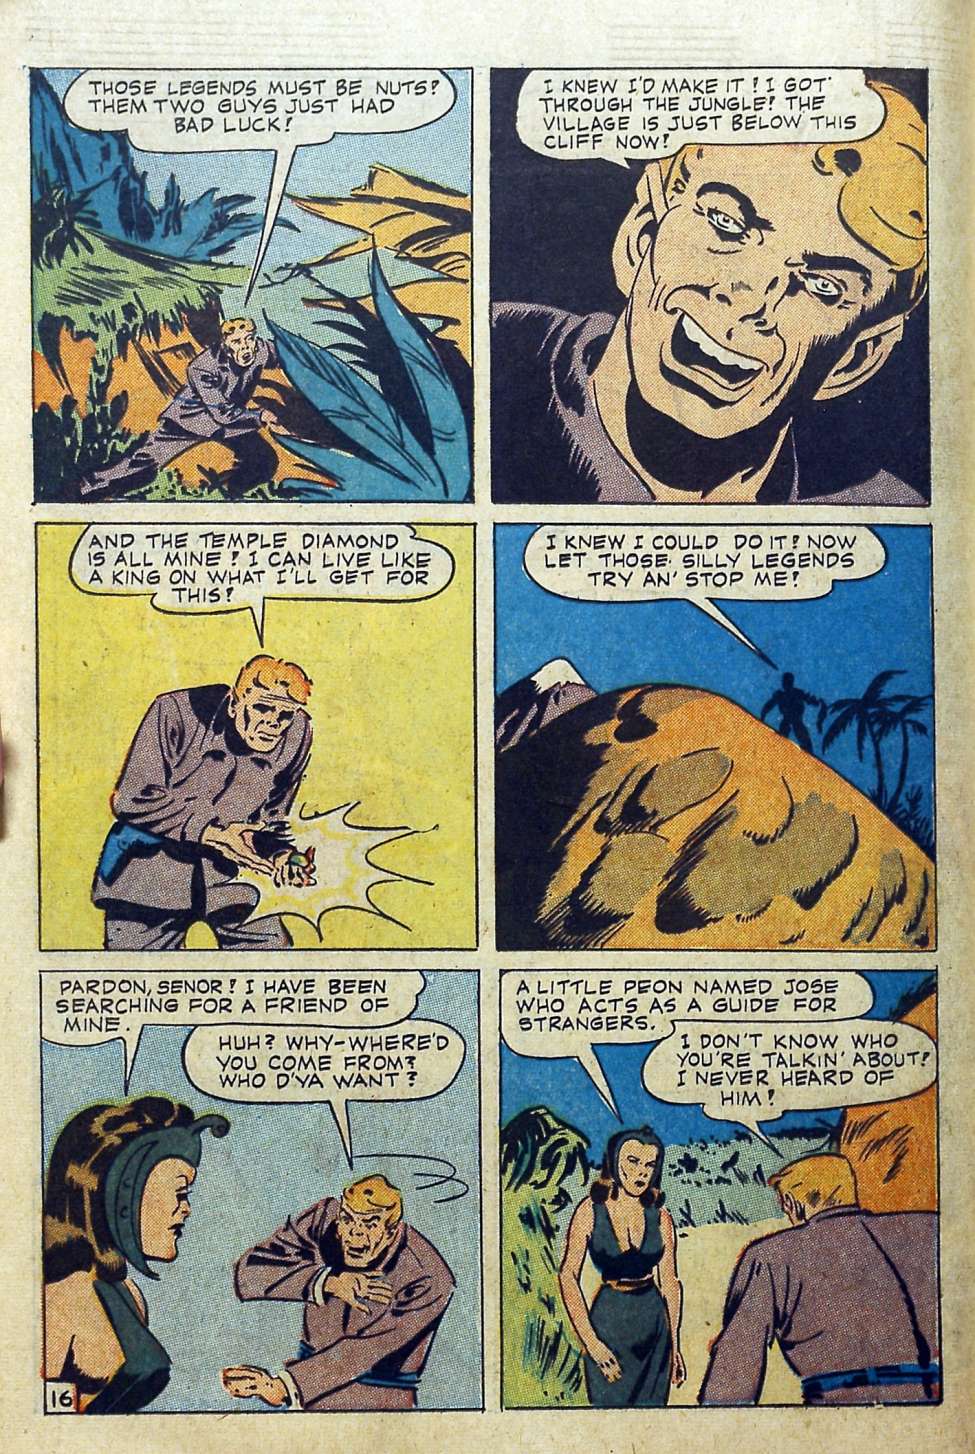 THOSE LEGENDS MUST BE NUTS!
THEM TWO GUYS JUST HAD
BAD LUCK!
I KNEW I'D MAKE IT! I GOT
THROUGH THE JUNGLE! THE
VILLAGE IS JUST BELOW THIS
CLIFF NOW!
AND THE TEMPLE DIAMOND
IS ALL MINE! I CAN LIVE LIKE
A KING ON WHAT I'LL GET FOR
THIS!
I KNEW I COULD DO IT! NOW
LET THOSE SILLY LEGENDS
TRY AN' STOP ME!
PARDON, SENOR! I HAVE BEEN
SEARCHING FOR A FRIEND OF
MINE.
HUH? WHY-WHERE'D
YOU COME FROM?
WHO D'YA WANT?
A LITTLE PEON NAMED JOSE
WHO ACTS AS A GUIDE FOR
STRANGERS.
I DON'T KNOW WHO
YOU'RE TALKIN' ABOUT!
I NEVER HEARD OF
HIM!
16